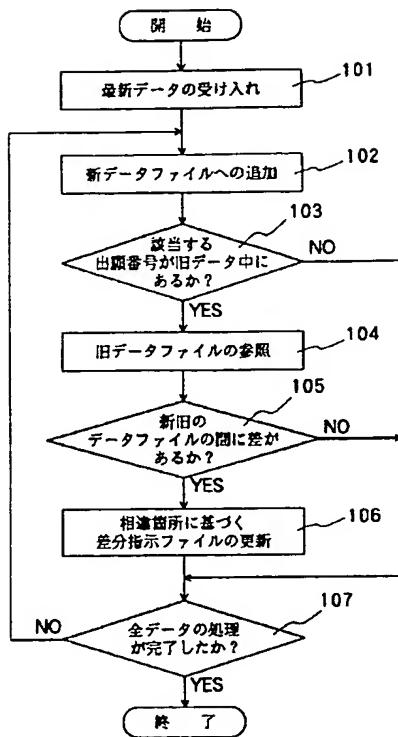 開 始
最新データの受け入れ
101
新データファイルへの追加
102
該当する
出願番号が旧データ中に
あるか?
103
NO
YES
旧データファイルの参照
104
新旧の
データファイルの間に差が
あるか?
105
NO
YES
相違箇所に基づく
差分指示ファイルの更新
106
全データの処理
が完了したか?
107
NO
YES
終 了